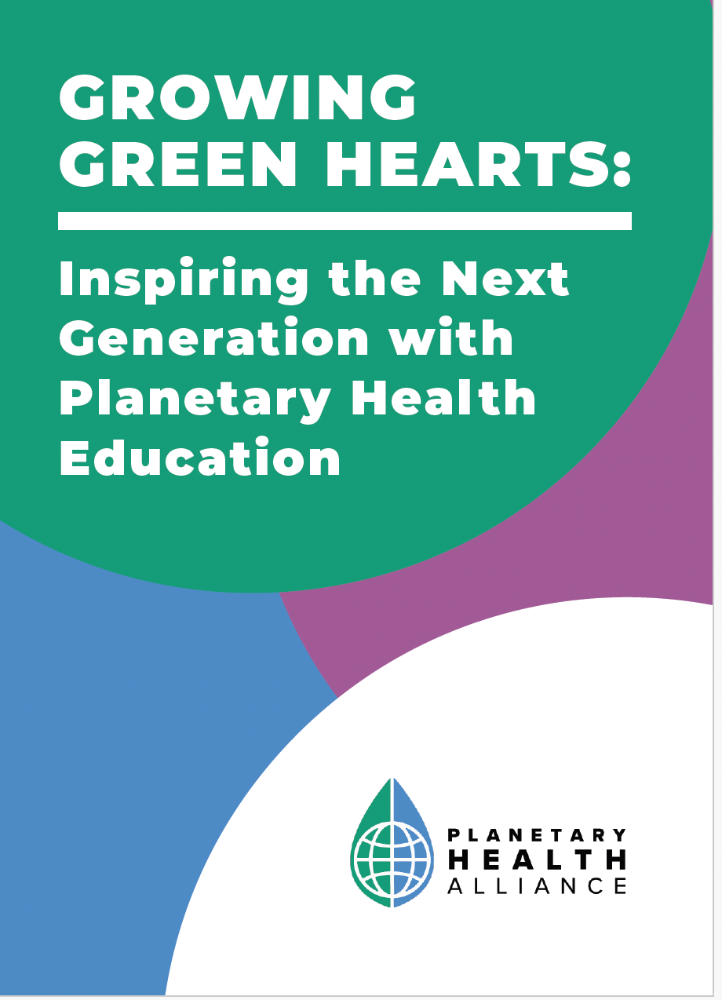 GROWING
GREEN HEARTS:
Inspiring the Next
Generation with
Planetary Health
Education
PLANETARY
HEALTH
ALLIANCE